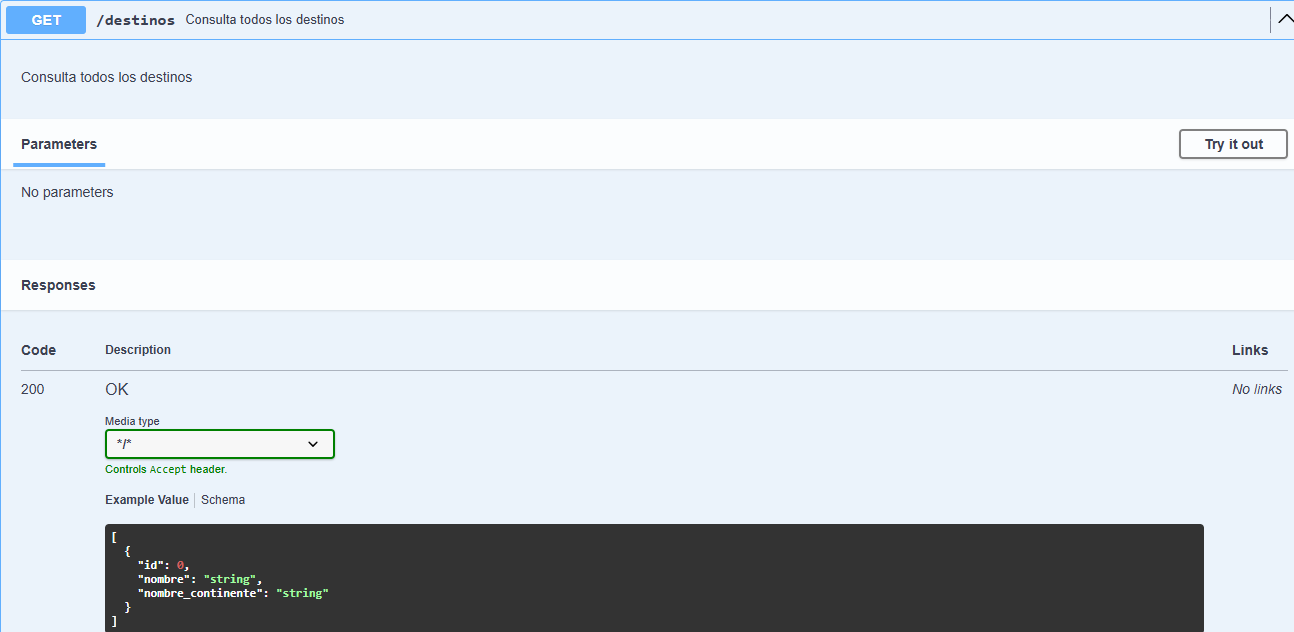 GET /destinos Consulta todos los destinos
Consulta todos los destinos
Parameters Try it out
No parameters
Responses
Code Description Links
200 OK No links
Media type
*/*
Controls Accept header.
Example Value Schema
[
  {
    "id": 0,
    "nombre": "string",
    "nombre_continente": "string"
  }
]